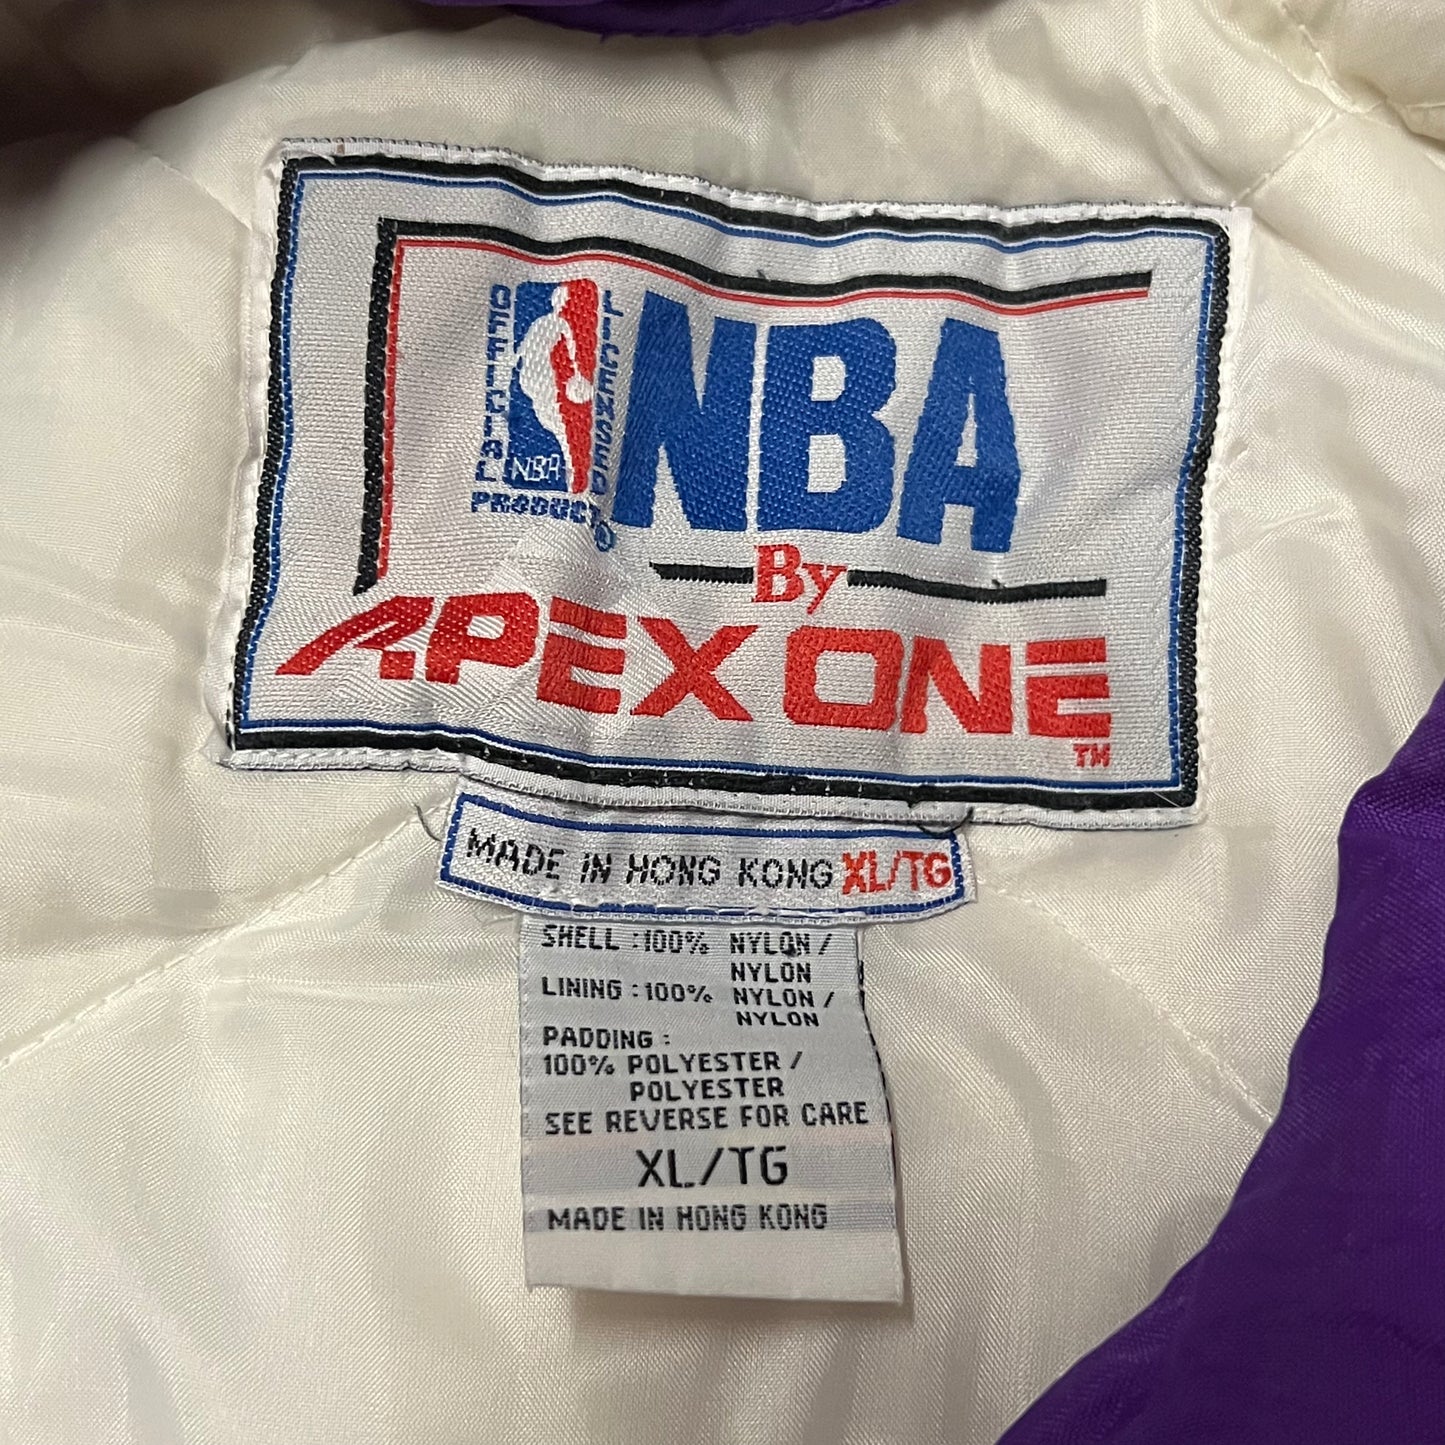 OFFICIAL
LICENSED
NBA
PRODUCT®
NBA
By
APEX ONE
TM
MADE IN HONG KONG XL/TG
SHELL : 100% NYLON /
NYLON
LINING : 100% NYLON /
NYLON
PADDING :
100% POLYESTER /
POLYESTER
SEE REVERSE FOR CARE
XL/TG
MADE IN HONG KONG